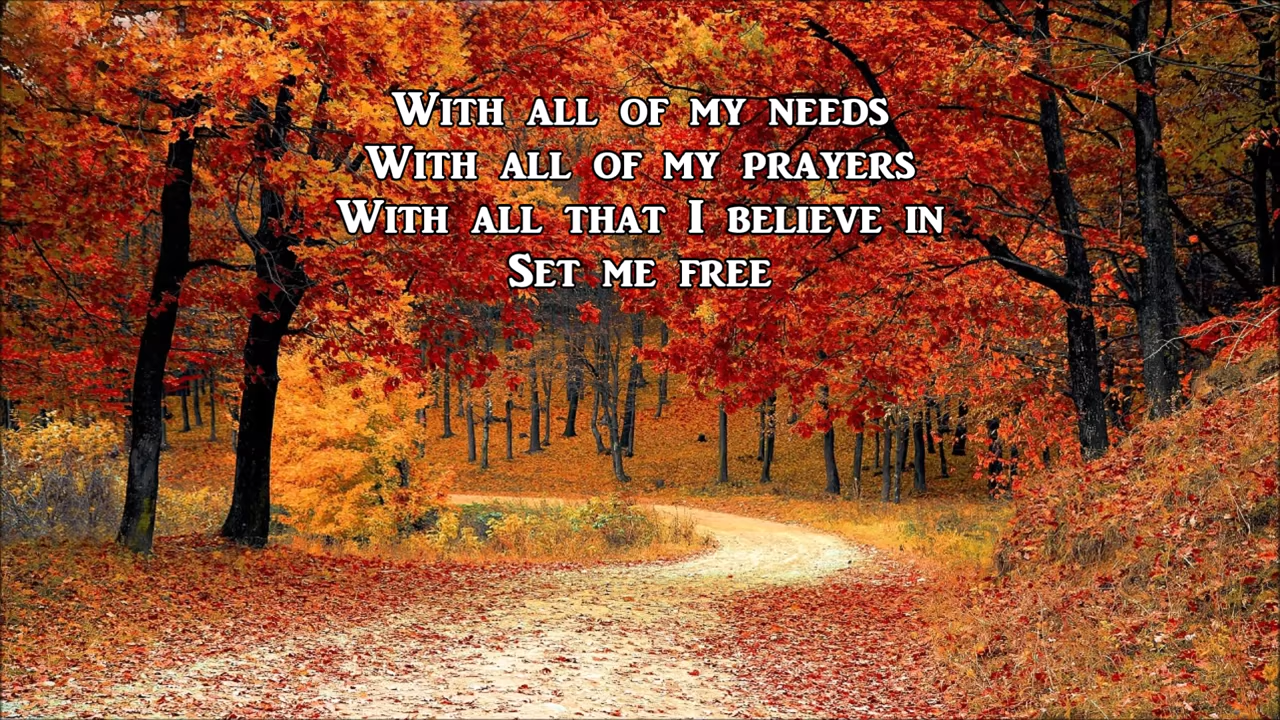 With all of my needs
With all of my prayers
With all that I believe in
Set me free